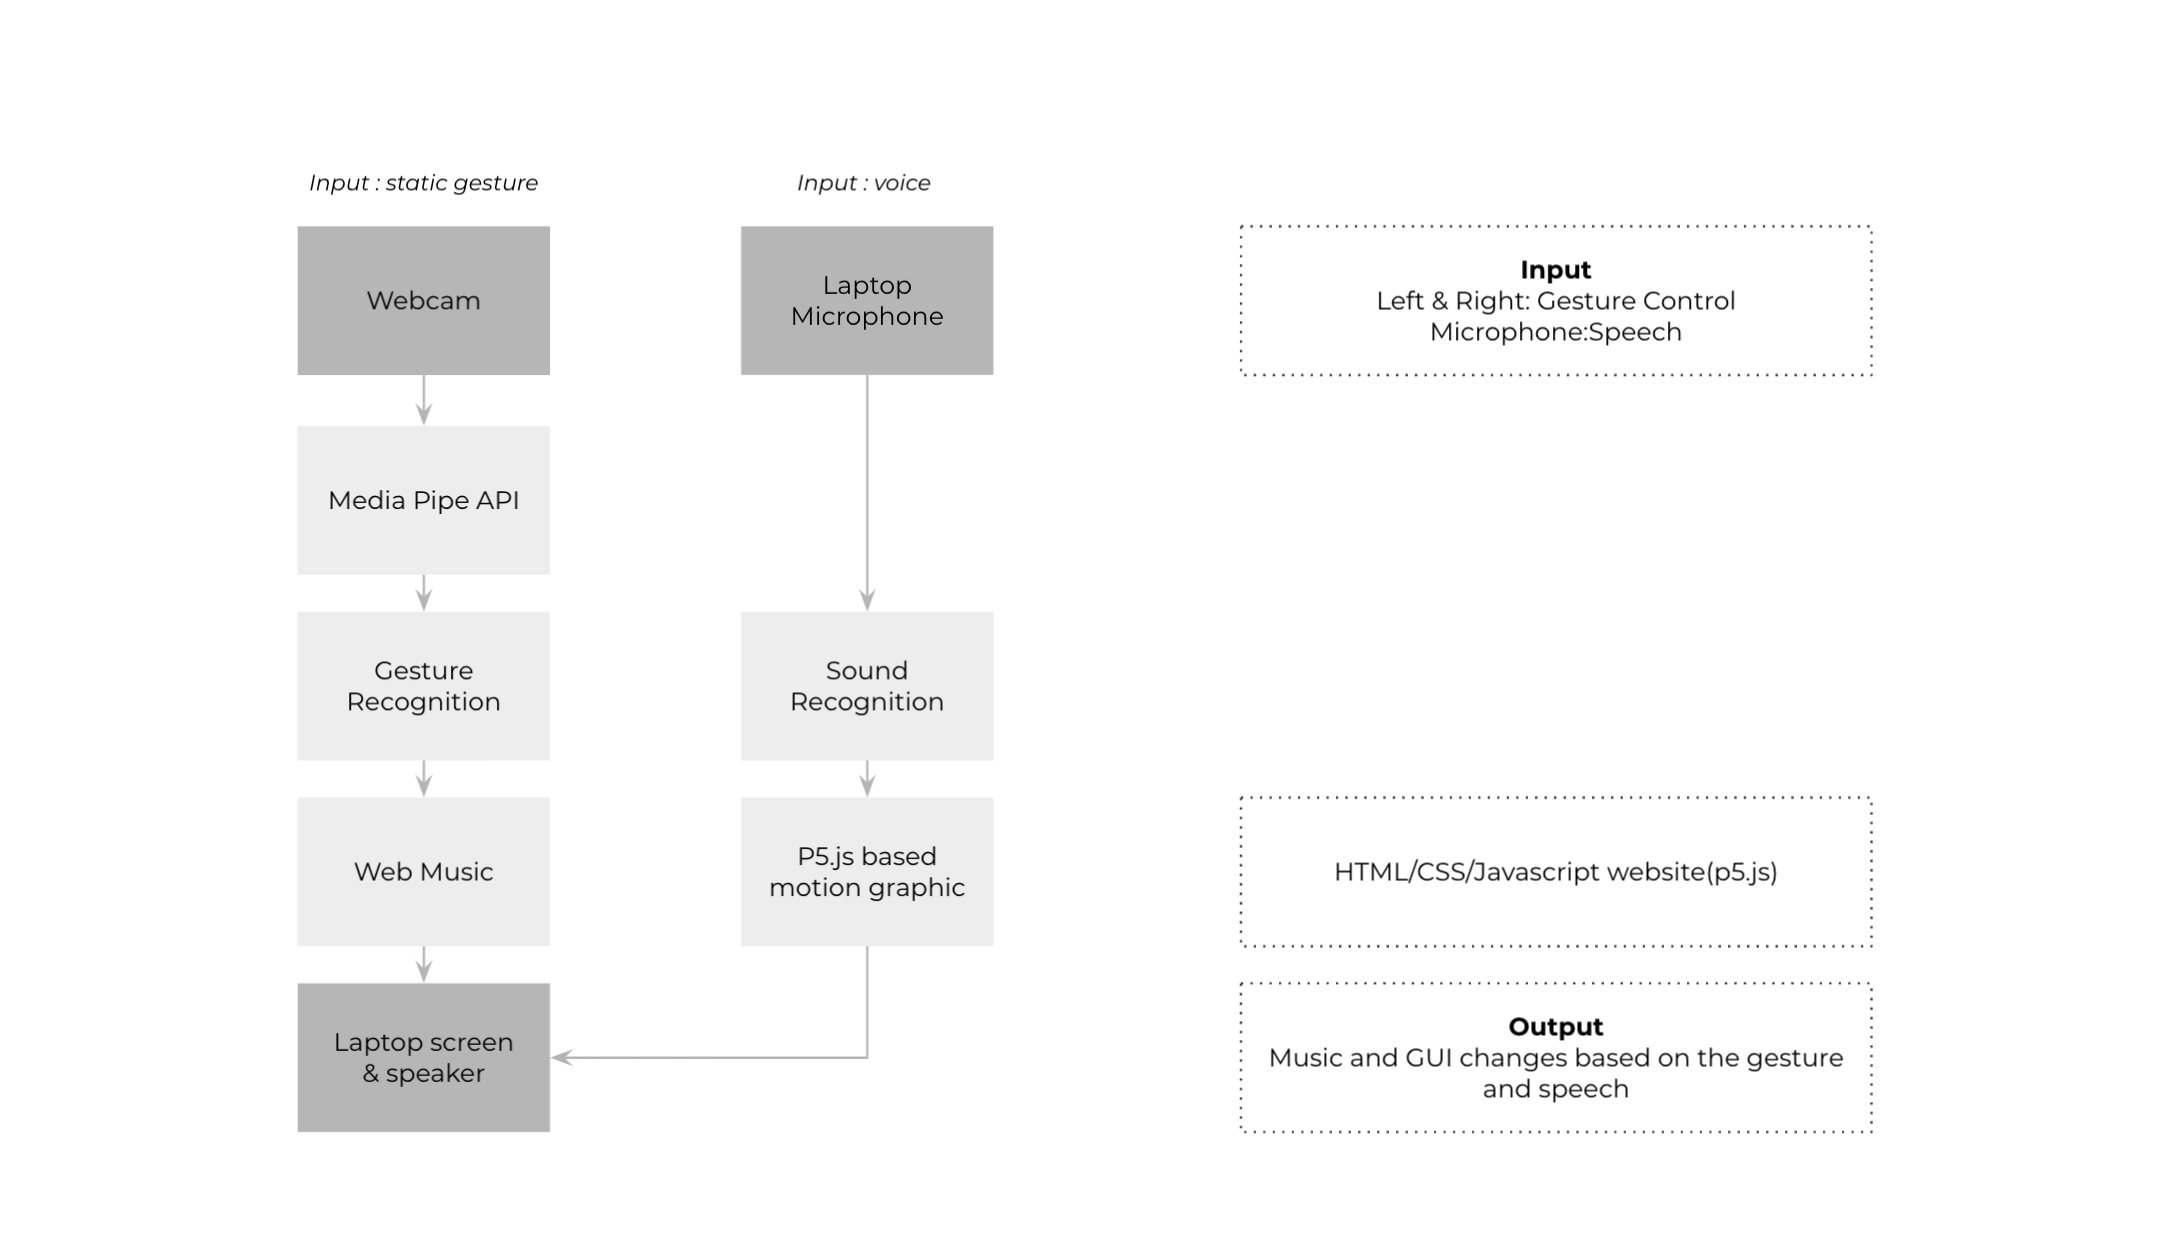 Input : static gesture
Input : voice
Webcam
Laptop
Microphone
Input
Left & Right: Gesture Control
Microphone:Speech
Media Pipe API
Gesture
Recognition
Sound
Recognition
Web Music
P5.js based
motion graphic
HTML/CSS/Javascript website(p5.js)
Laptop screen
& speaker
Output
Music and GUI changes based on the gesture
and speech